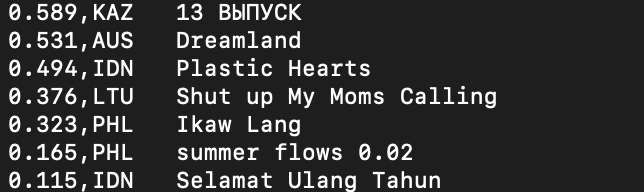 0.589,KAZ   13 ВЫПУСК
0.531,AUS   Dreamland
0.494,IDN   Plastic Hearts
0.376,LTU   Shut up My Moms Calling
0.323,PHL   Ikaw Lang
0.165,PHL   summer flows 0.02
0.115,IDN   Selamat Ulang Tahun